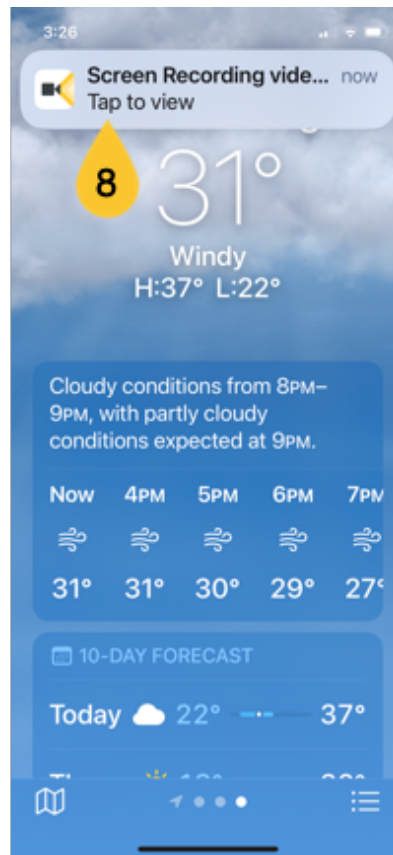 3:26
Screen Recording vide... now
Tap to view
8
31°
Windy
H:37° L:22°
Cloudy conditions from 8PM–
9PM, with partly cloudy
conditions expected at 9PM.
Now 4PM 5PM 6PM 7PM
31° 31° 30° 29° 27°
10-DAY FORECAST
Today 22° 37°